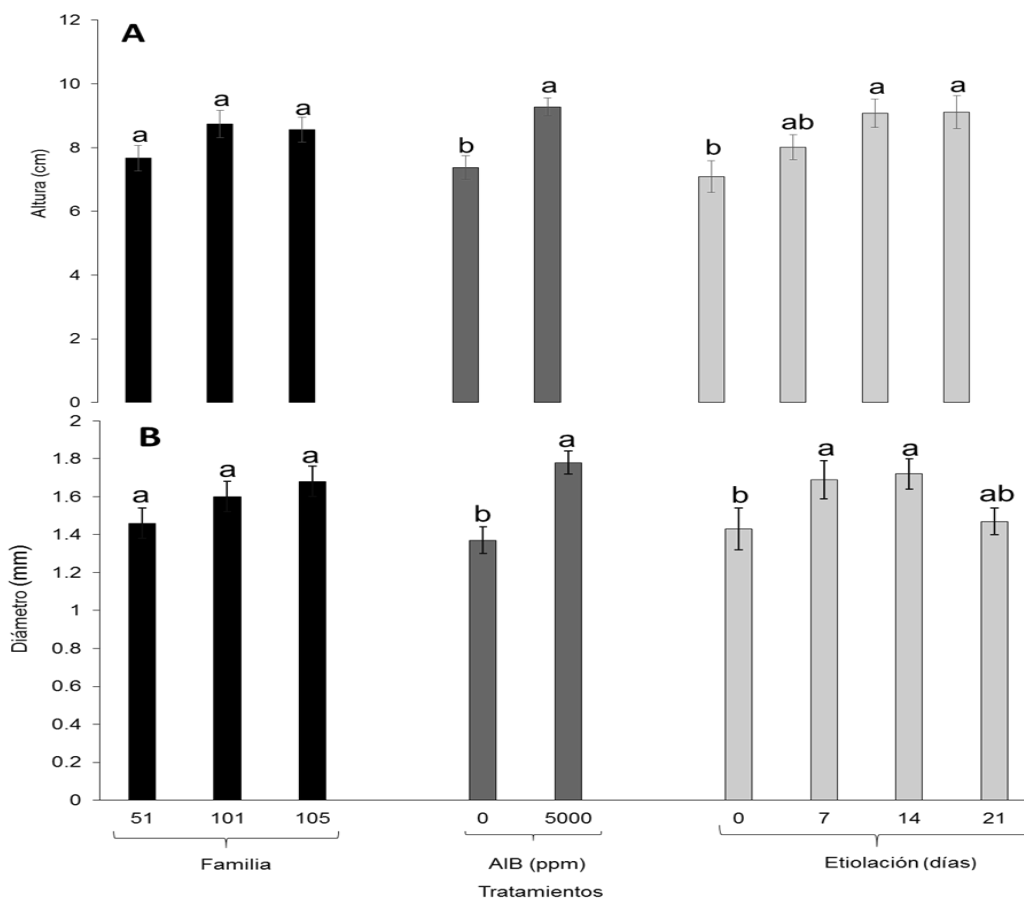 A
12
10
8
6
4
2
0
Altura (cm)
a
a
a
b
a
b
ab
a
a
B
2
1.8
1.6
1.4
1.2
1
0.8
0.6
0.4
0.2
0
Diámetro (mm)
a
a
a
b
a
b
a
a
ab
51 101 105 0 5000 0 7 14 21
Familia AIB (ppm) Etiolación (días)
Tratamientos